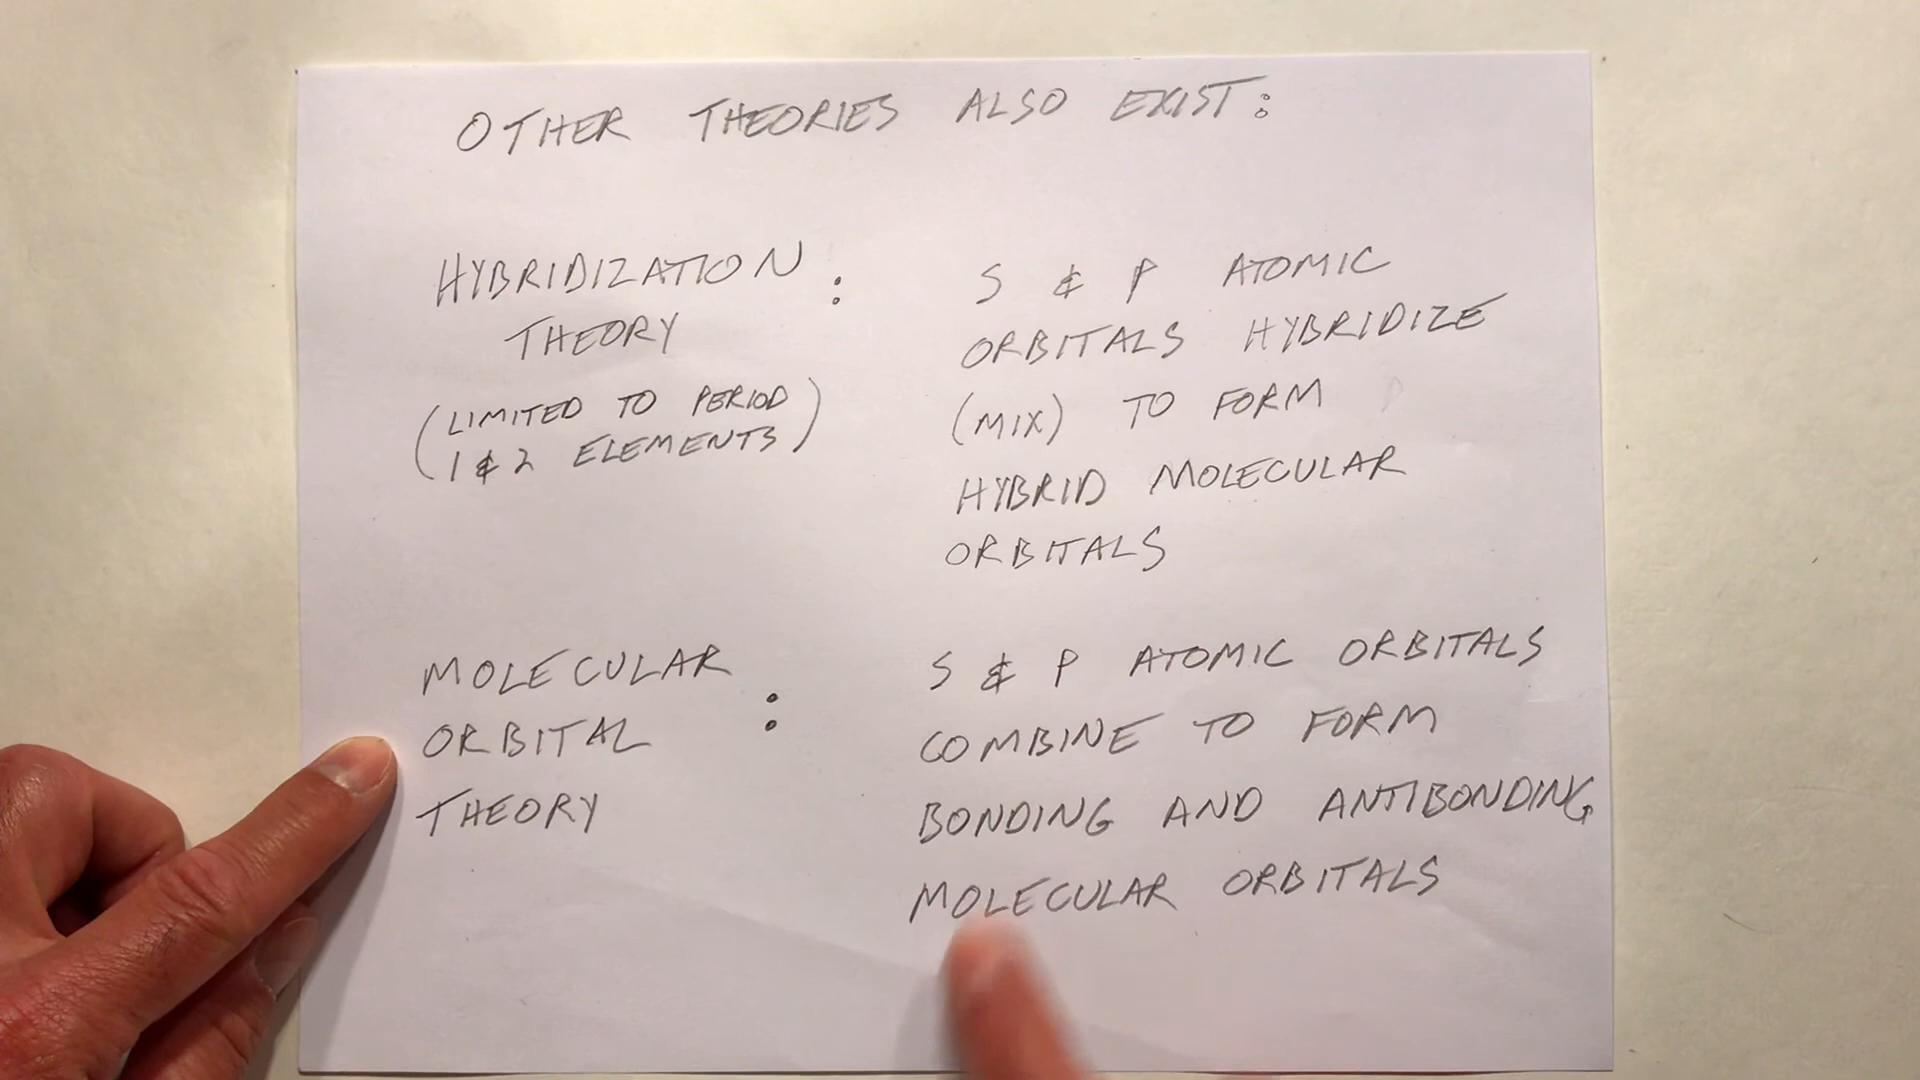 OTHER THEORIES ALSO EXIST:
HYBRIDIZATION :
THEORY
(LIMITED TO PERIOD
1 & 2 ELEMENTS)
S & P ATOMIC
ORBITALS HYBRIDIZE
(MIX) TO FORM
HYBRID MOLECULAR
ORBITALS
MOLECULAR
ORBITAL :
THEORY
S & P ATOMIC ORBITALS
COMBINE TO FORM
BONDING AND ANTIBONDING
MOLECULAR ORBITALS